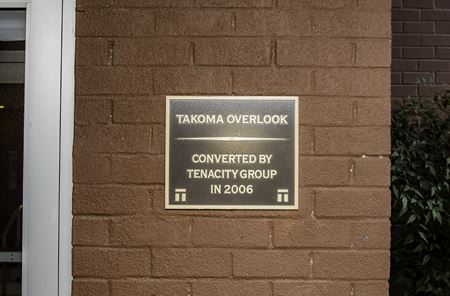 TAKOMA OVERLOOK
CONVERTED BY
TENACITY GROUP
IN 2006